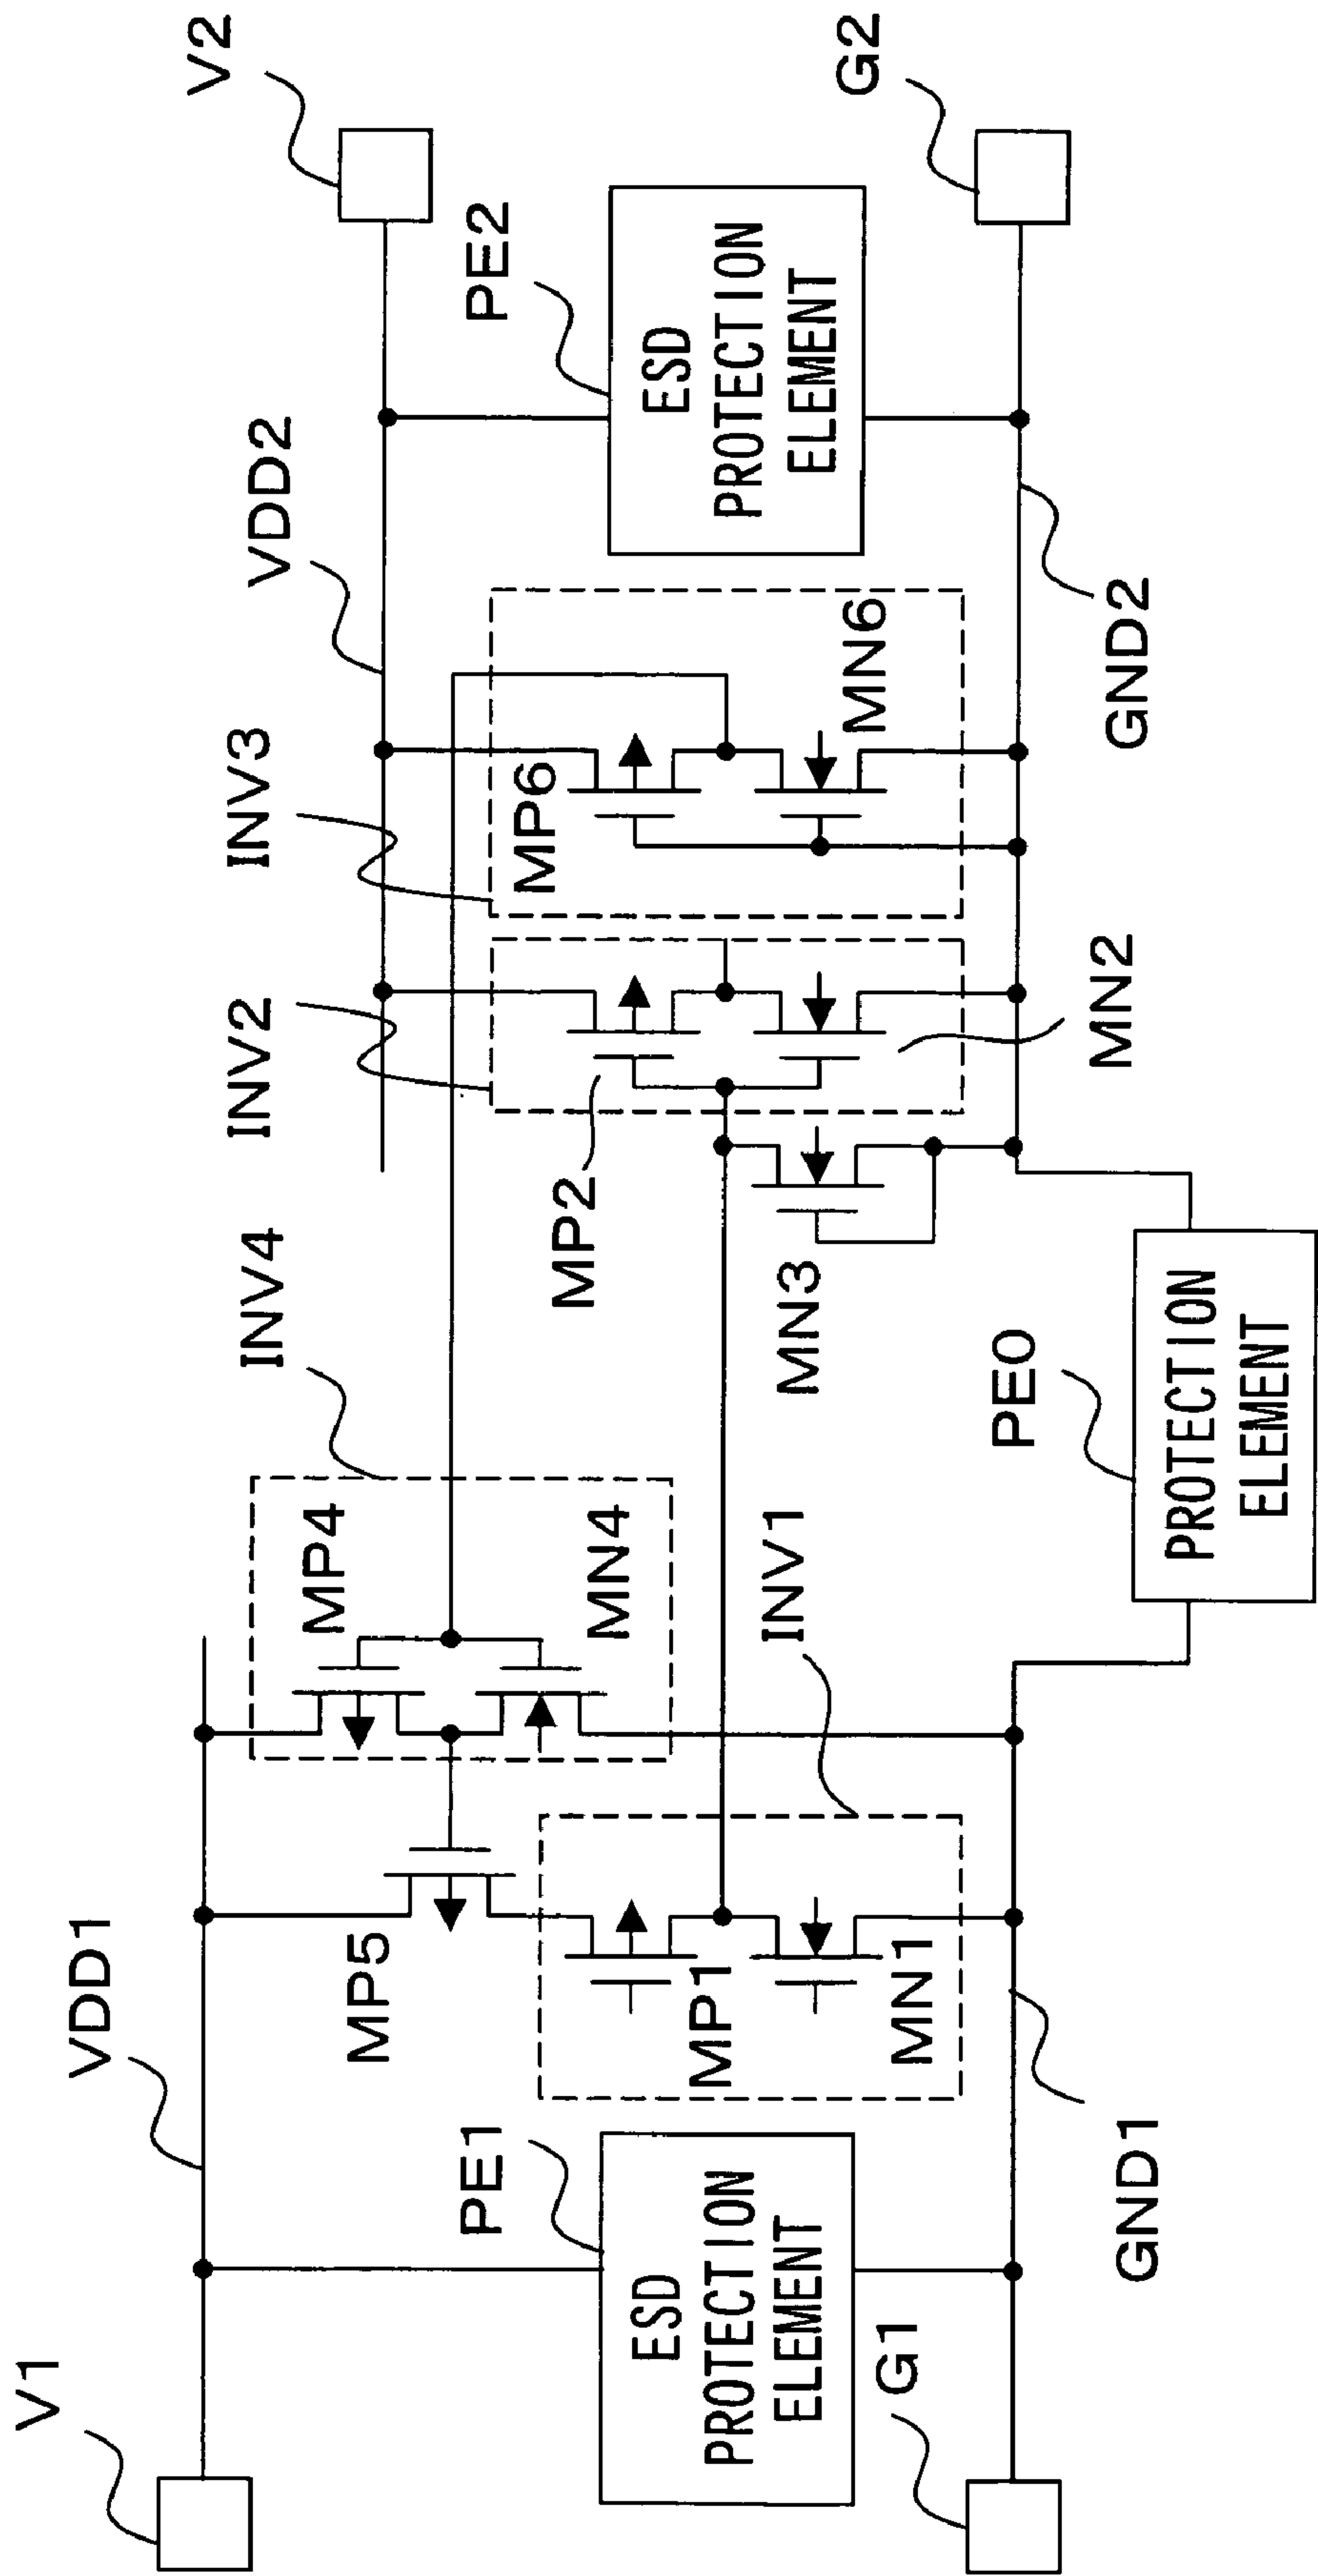 V1
VDD1
PE1
ESD
PROTECTION
ELEMENT
G1
GND1
MP5
MP1
MN1
INV1
MP4
MN4
INV4
PE0
PROTECTION
ELEMENT
MN3
MP2
MN2
INV2
INV3
MP6
MN6
VDD2
GND2
PE2
ESD
PROTECTION
ELEMENT
V2
G2